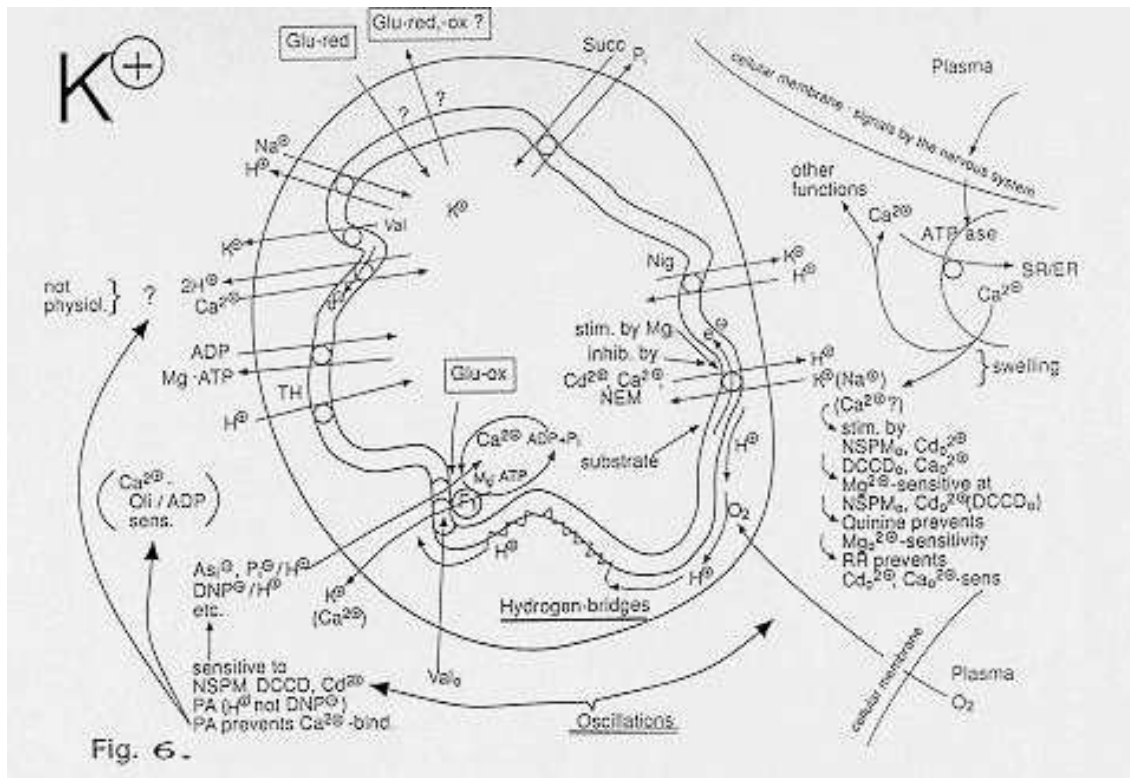 K⊕
Glu-red
Glu-red,-ox ?
Succ
Pᵢ
Plasma
cellular membrane - signals by the nervous system
? ?
Na⊕
H⊕
K⊕
Val
K⊕
2H⊕
Ca²⊕
not
physiol. } ?
ADP
Mg·ATP
TH
H⊕
other
functions
Ca²⊕
ATPase
SR/ER
Ca²⊕
} swelling
Nig
K⊕
H⊕
stim. by Mg
e⊖
inhib. by
Cd²⊕, Ca²⊕,
NEM
H⊕
K⊕(Na⊕)
(Ca²⊕?)
stim. by
NSPMₒ, Cdₒ²⊕
DCCDₒ, Caₒ²⊕
Mg²⊕-sensitive at
NSPMₒ, Cdₒ²⊕(DCCDₒ)
Quinine prevents
Mgₒ²⊕-sensitivity
RR prevents
Cdₒ²⊕, Caₒ²⊕-sens
Glu-ox
Ca²⊕ ADP+Pᵢ
Mg·ATP
Pᵢ
substrate
H⊕
O₂
H⊕
H⊕
Hydrogen-bridges
(Ca²⊕-
Oli/ADP
sens.)
Asᵢ⊖, Pᵢ⊖/H⊕
DNP⊖/H⊕
etc.
K⊕
(Ca²⊕)
sensitive to
NSPM, DCCD, Cd²⊕
PA (H⊕ not DNP⊖)
PA prevents Ca²⊕-bind.
Valₒ
Oscillations
cellular membrane
Plasma
O₂
Fig. 6.